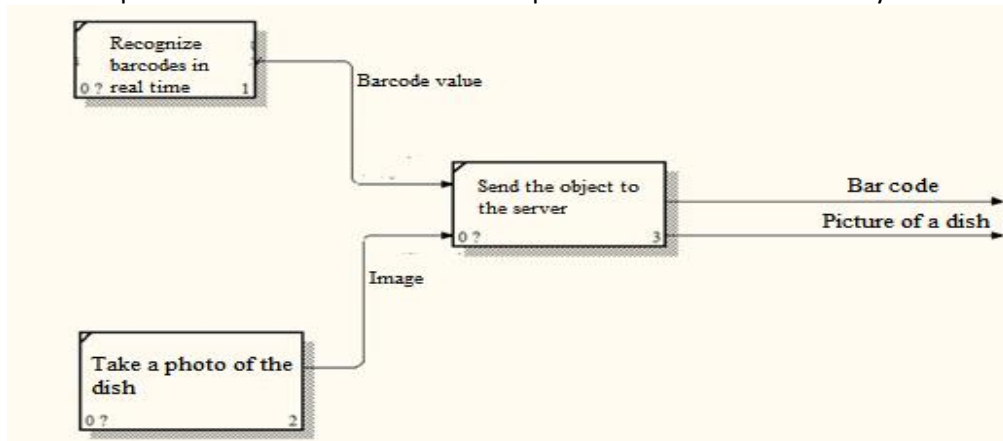 Recognize
barcodes in
real time
0 ? 1
Barcode value
Send the object to
the server
0 ? 3
Bar code
Picture of a dish
Image
Take a photo of the
dish
0 ? 2